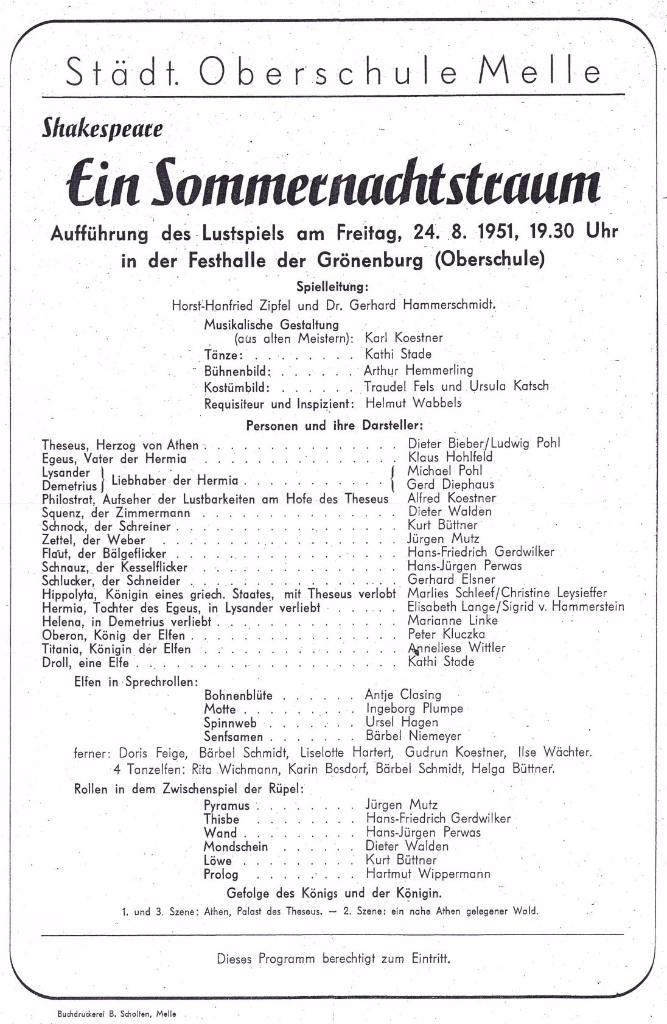 Städt. Oberschule Melle
Shakespeare
Ein Sommernachtstraum
Aufführung des Lustspiels am Freitag, 24. 8. 1951, 19.30 Uhr
in der Festhalle der Grönenburg (Oberschule)
Spielleitung:
Horst-Hanfried Zipfel und Dr. Gerhard Hammerschmidt.
Musikalische Gestaltung
(aus alten Meistern): Karl Koestner
Tänze: . . . . . . . . Kathi Stade
Bühnenbild: . . . . . . Arthur Hemmerling
Kostümbild: . . . . . . Traudel Fels und Ursula Katsch
Requisiteur und Inspizient: Helmut Wabbels
Personen und ihre Darsteller:
Theseus, Herzog von Athen . . . . . . . . . . . . . . . Dieter Bieber/Ludwig Pohl
Egeus, Vater der Hermia . . . . . . . . . . . . . . . Klaus Hohlfeld
Lysander } Liebhaber der Hermia . . . . . . . . . . . { Michael Pohl
Demetrius } { Gerd Diephaus
Philostrat, Aufseher der Lustbarkeiten am Hofe des Theseus Alfred Koestner
Squenz, der Zimmermann . . . . . . . . . . . . . . . Dieter Walden
Schnock, der Schreiner . . . . . . . . . . . . . . . . Kurt Büttner
Zettel, der Weber . . . . . . . . . . . . . . . . . . Jürgen Mutz
Flaut, der Bälgeflicker . . . . . . . . . . . . . . . . . Hans-Friedrich Gerdwilker
Schnauz, der Kesselflicker . . . . . . . . . . . . . . . Hans-Jürgen Perwas
Schlucker, der Schneider . . . . . . . . . . . . . . . . Gerhard Elsner
Hippolyta, Königin eines griech. Staates, mit Theseus verlobt Marlies Schleef/Christine Leysieffer
Hermia, Tochter des Egeus, in Lysander verliebt . . . . . . Elisabeth Lange/Sigrid v. Hammerstein
Helena, in Demetrius verliebt . . . . . . . . . . . . . . Marianne Linke
Oberon, König der Elfen . . . . . . . . . . . . . . . . Peter Kluczka
Titania, Königin der Elfen . . . . . . . . . . . . . . . Anneliese Wittler
Droll, eine Elfe . . . . . . . . . . . . . . . . . . . Kathi Stade
Elfen in Sprechrollen:
Bohnenblüte . . . . . . Antje Clasing
Motte . . . . . . . . . Ingeborg Plumpe
Spinnweb . . . . . . . Ursel Hagen
Senfsamen . . . . . . . Bärbel Niemeyer
ferner: Doris Feige, Bärbel Schmidt, Liselotte Hartert, Gudrun Koestner, Ilse Wächter.
4 Tanzelfen: Rita Wichmann, Karin Bosdorf, Bärbel Schmidt, Helga Büttner.
Rollen in dem Zwischenspiel der Rüpel:
Pyramus . . . . . . . . Jürgen Mutz
Thisbe . . . . . . . . Hans-Friedrich Gerdwilker
Wand . . . . . . . . . Hans-Jürgen Perwas
Mondschein . . . . . . Dieter Walden
Löwe . . . . . . . . . Kurt Büttner
Prolog . . . . . . . . Hartmut Wippermann
Gefolge des Königs und der Königin.
1. und 3. Szene: Athen, Palast des Theseus. — 2. Szene: ein nahe Athen gelegener Wald.
Dieses Programm berechtigt zum Eintritt.
Buchdruckerei B. Scholten, Melle